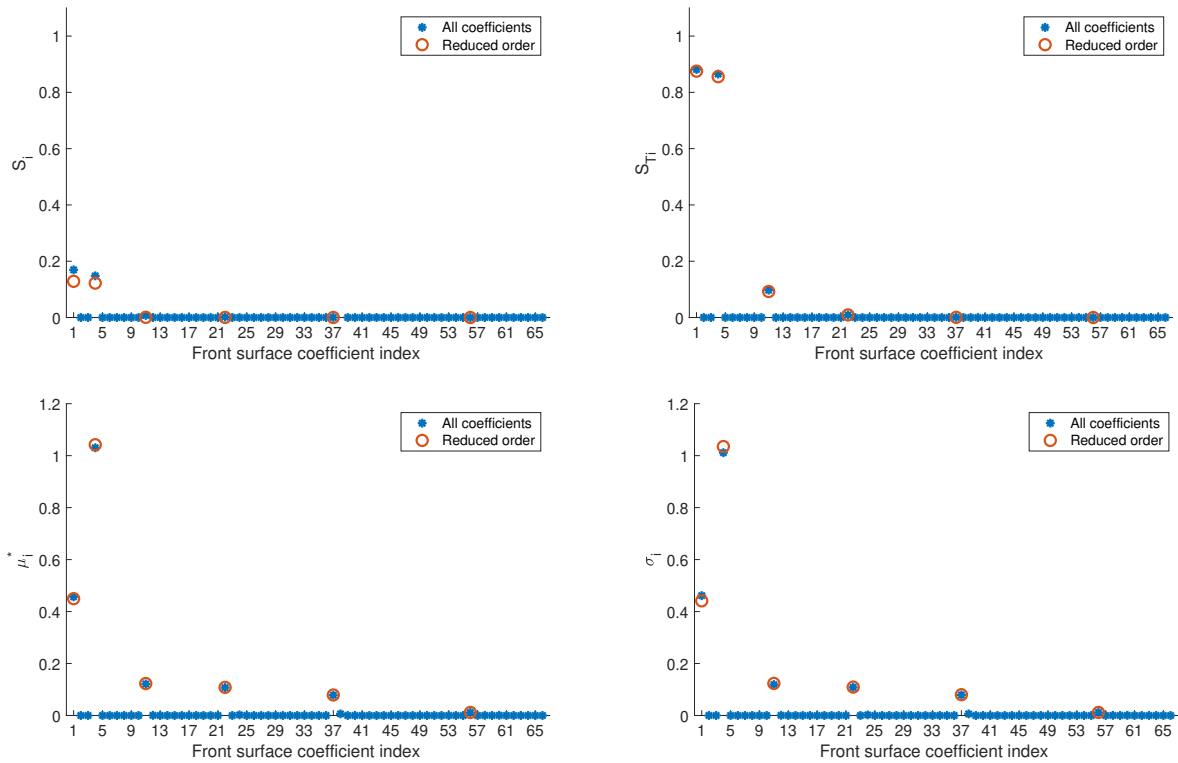 1
0.8
0.6
0.4
0.2
0
S_i
All coefficients
Reduced order
1 5 9 13 17 21 25 29 33 37 41 45 49 53 57 61 65
Front surface coefficient index
1
0.8
0.6
0.4
0.2
0
S_Ti
All coefficients
Reduced order
1 5 9 13 17 21 25 29 33 37 41 45 49 53 57 61 65
Front surface coefficient index
1.2
1
0.8
0.6
0.4
0.2
0
μ_i^*
All coefficients
Reduced order
1 5 9 13 17 21 25 29 33 37 41 45 49 53 57 61 65
Front surface coefficient index
1.2
1
0.8
0.6
0.4
0.2
0
σ_i
All coefficients
Reduced order
1 5 9 13 17 21 25 29 33 37 41 45 49 53 57 61 65
Front surface coefficient index